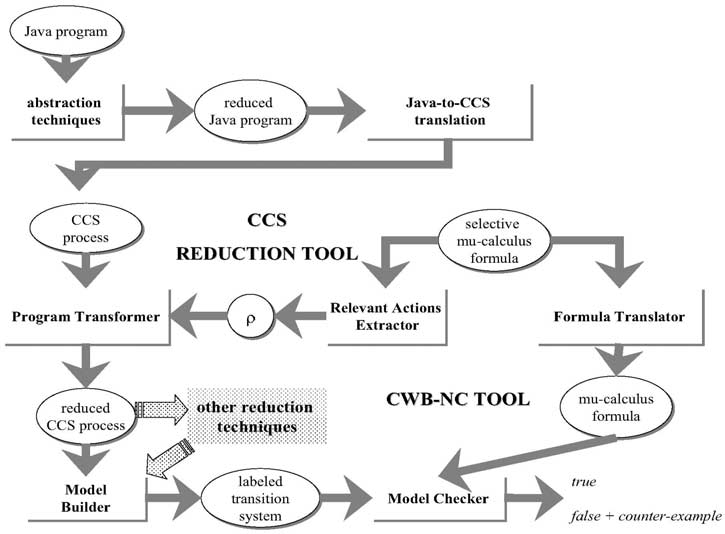 Java program
abstraction
techniques
reduced
Java program
Java-to-CCS
translation
CCS
process
CCS
REDUCTION TOOL
selective
mu-calculus
formula
Program Transformer
ρ
Relevant Actions
Extractor
Formula Translator
reduced
CCS process
other reduction
techniques
CWB-NC TOOL
mu-calculus
formula
Model
Builder
labeled
transition
system
Model Checker
true
false + counter-example